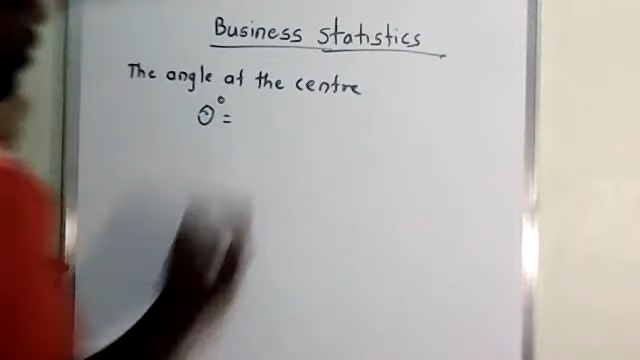 Business Statistics
The angle at the centre
θ° =